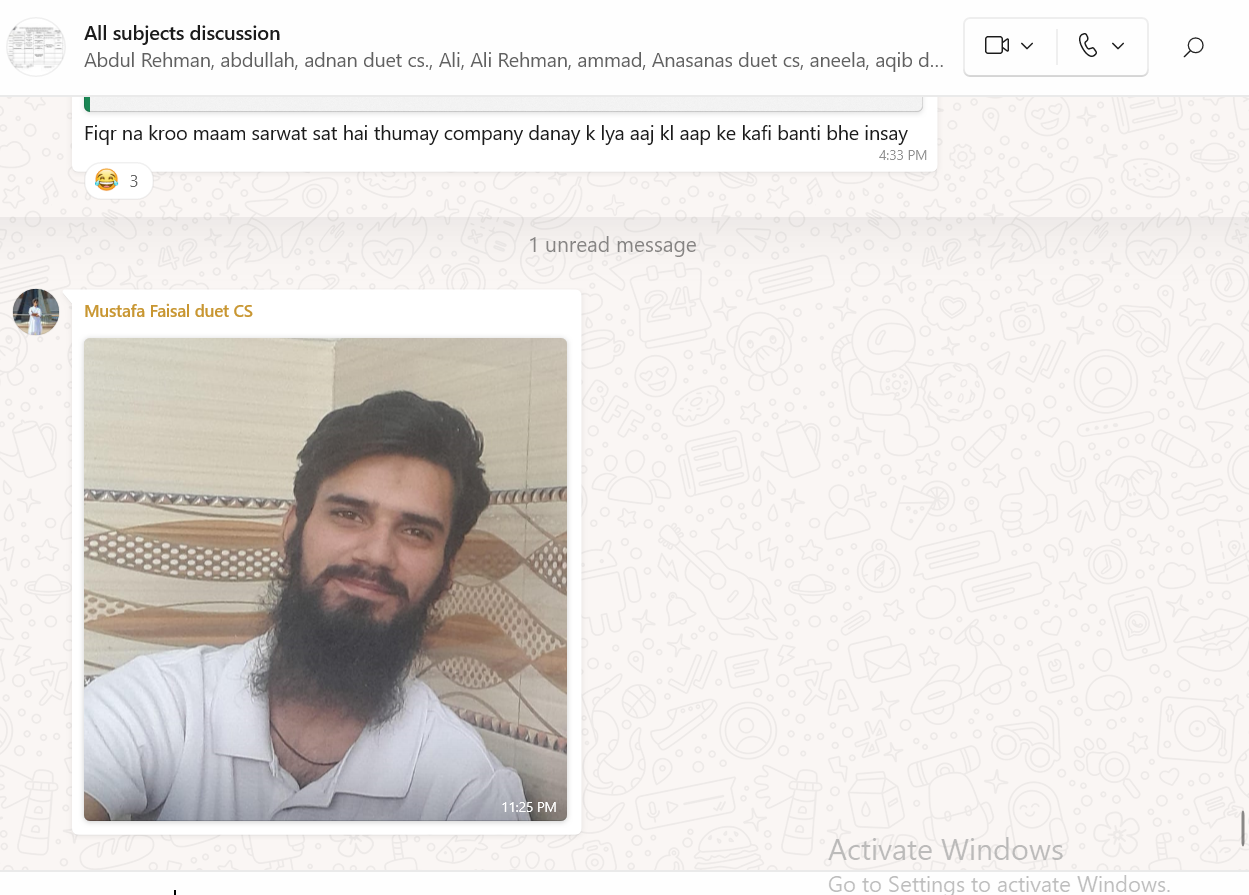 All subjects discussion
Abdul Rehman, abdullah, adnan duet cs., Ali, Ali Rehman, ammad, Anasanas duet cs, aneela, aqib d...
Fiqr na kroo maam sarwat sat hai thumay company danay k lya aaj kl aap ke kafi banti bhe insay
4:33 PM
😂 3
1 unread message
Mustafa Faisal duet CS
11:25 PM
Activate Windows
Go to Settings to activate Windows.